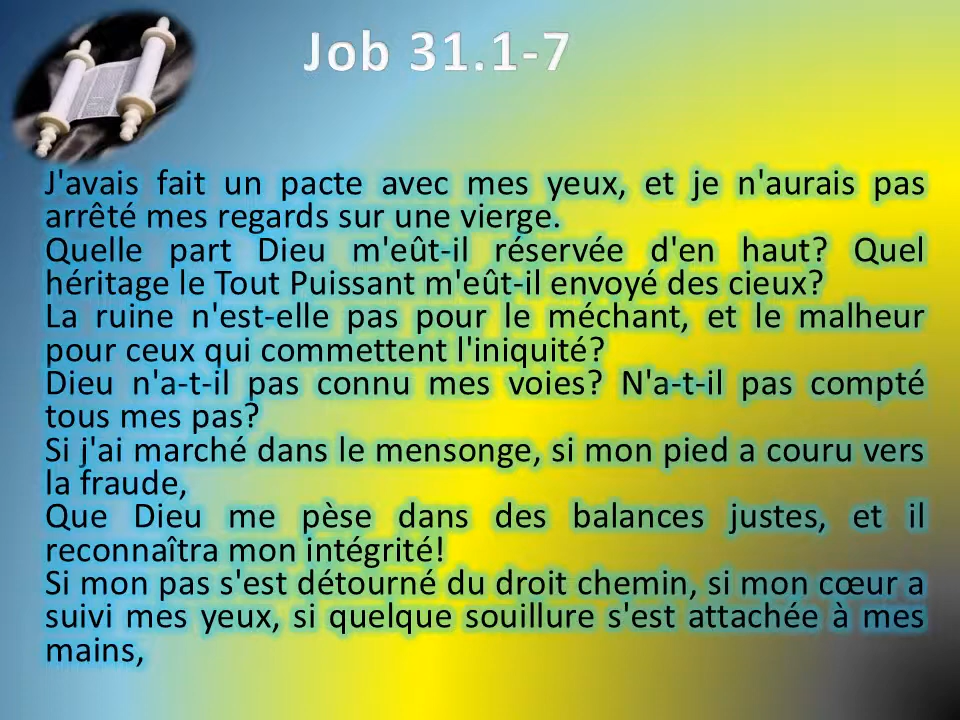 Job 31.1-7
J'avais fait un pacte avec mes yeux, et je n'aurais pas
arrêté mes regards sur une vierge.
Quelle part Dieu m'eût-il réservée d'en haut? Quel
héritage le Tout Puissant m'eût-il envoyé des cieux?
La ruine n'est-elle pas pour le méchant, et le malheur
pour ceux qui commettent l'iniquité?
Dieu n'a-t-il pas connu mes voies? N'a-t-il pas compté
tous mes pas?
Si j'ai marché dans le mensonge, si mon pied a couru vers
la fraude,
Que Dieu me pèse dans des balances justes, et il
reconnaîtra mon intégrité!
Si mon pas s'est détourné du droit chemin, si mon cœur a
suivi mes yeux, si quelque souillure s'est attachée à mes
mains,